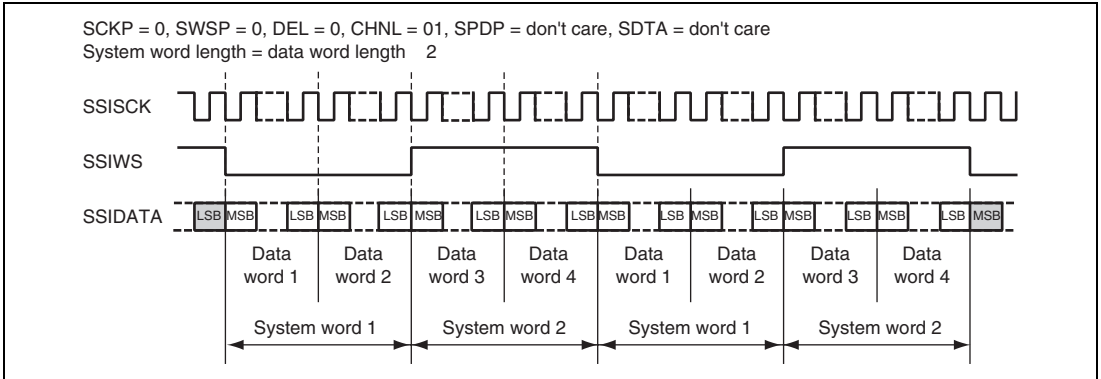 SCKP = 0, SWSP = 0, DEL = 0, CHNL = 01, SPDP = don't care, SDTA = don't care
System word length = data word length 2
SSISCK
SSIWS
SSIDATA LSB MSB LSB MSB LSB MSB LSB MSB LSB MSB LSB MSB LSB MSB LSB MSB LSB MSB
Data Data Data Data Data Data Data Data
word 1 word 2 word 3 word 4 word 1 word 2 word 3 word 4
System word 1 System word 2 System word 1 System word 2